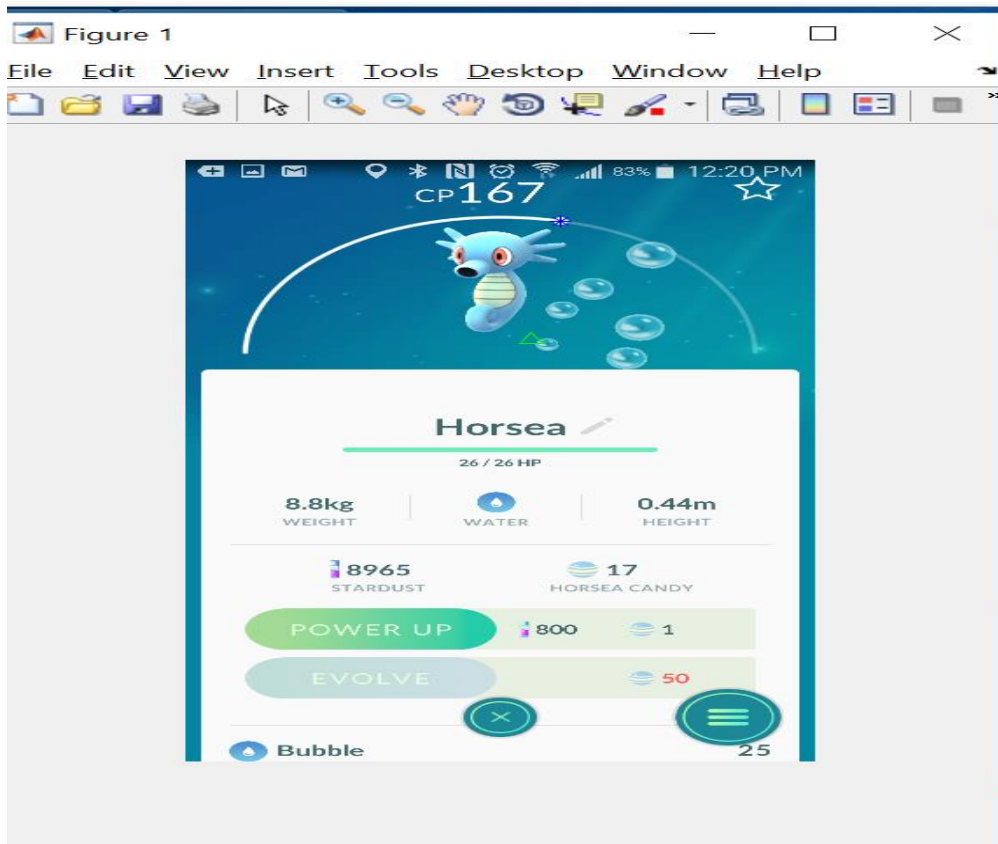 Figure 1
File Edit View Insert Tools Desktop Window Help
83% 12:20 PM
CP167
Horsea
26 / 26 HP
8.8kg 0.44m
WEIGHT WATER HEIGHT
8965 17
STARDUST HORSEA CANDY
POWER UP 800 1
EVOLVE 50
Bubble 25